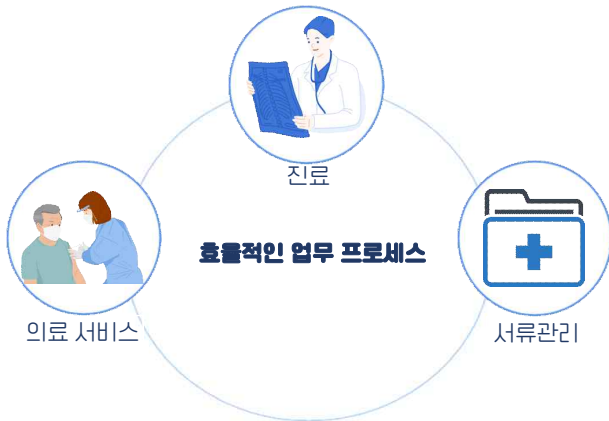 진료
효율적인 업무 프로세스
의료 서비스
서류관리